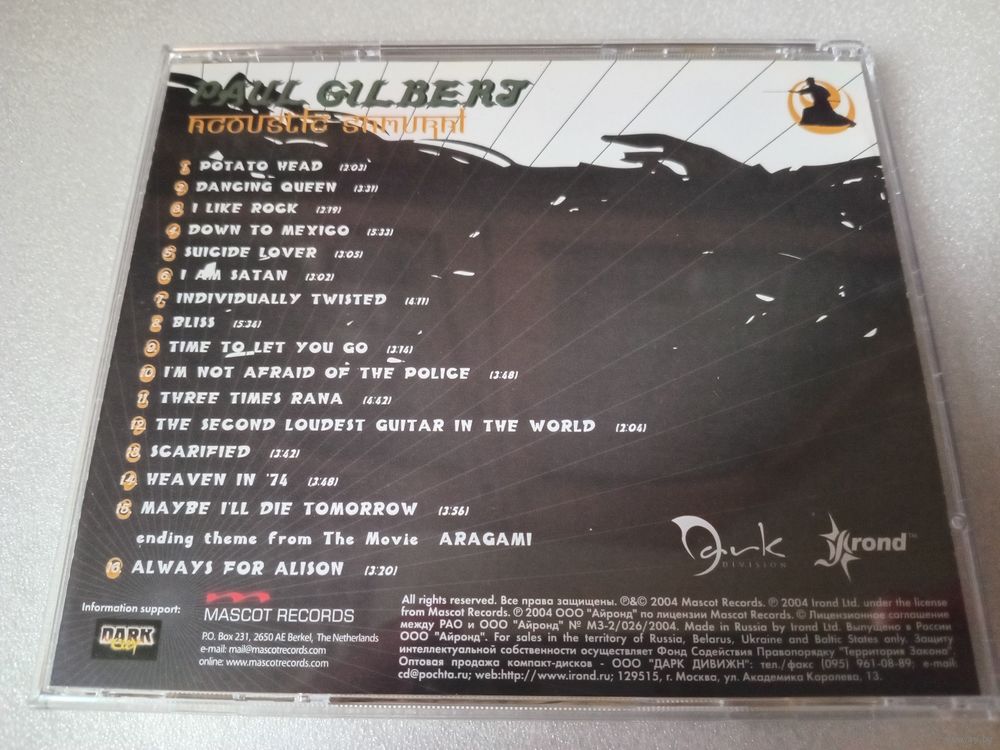 PAUL GILBERT
ACOUSTIC SAMURAI
1. POTATO HEAD (2:03)
2. DANCING QUEEN (3:31)
3. I LIKE ROCK (3:19)
4. DOWN TO MEXICO (5:33)
5. SUICIDE LOVER (3:05)
6. I AM SATAN (3:02)
7. INDIVIDUALLY TWISTED (4:11)
8. BLISS (5:34)
9. TIME TO LET YOU GO (3:14)
10. I'M NOT AFRAID OF THE POLICE (3:48)
11. THREE TIMES RANA (4:42)
12. THE SECOND LOUDEST GUITAR IN THE WORLD (2:04)
13. SCARIFIED (3:42)
14. HEAVEN IN '74 (3:48)
15. MAYBE I'LL DIE TOMORROW (3:56)
ending theme from The Movie ARAGAMI
16. ALWAYS FOR ALISON (3:20)
Dark
DIVISION
Irond™
Information support:
DARK
City
MASCOT RECORDS
P.O. Box 231, 2650 AE Berkel, The Netherlands
e-mail: mail@mascotrecords.com
online: www.mascotrecords.com
All rights reserved. Все права защищены. ℗&© 2004 Mascot Records. ℗ 2004 Irond Ltd. under the license
from Mascot Records. ℗ 2004 ООО "Айронд" по лицензии Mascot Records. © Лицензионное соглашение
между РАО и ООО "Айронд" № МЗ-2/026/2004. Made in Russia by Irond Ltd. Выпущено в России
ООО "Айронд". For sales in the territory of Russia, Belarus, Ukraine and Baltic States only. Защиту
интеллектуальной собственности осуществляет Фонд Содействия Правопорядку "Территория Закона".
Оптовая продажа компакт-дисков - ООО "ДАРК ДИВИЖН": тел./факс (095) 961-08-89; e-mail:
cd@pochta.ru; web:http://www.irond.ru; 129515, г. Москва, ул. Академика Королева, 13.